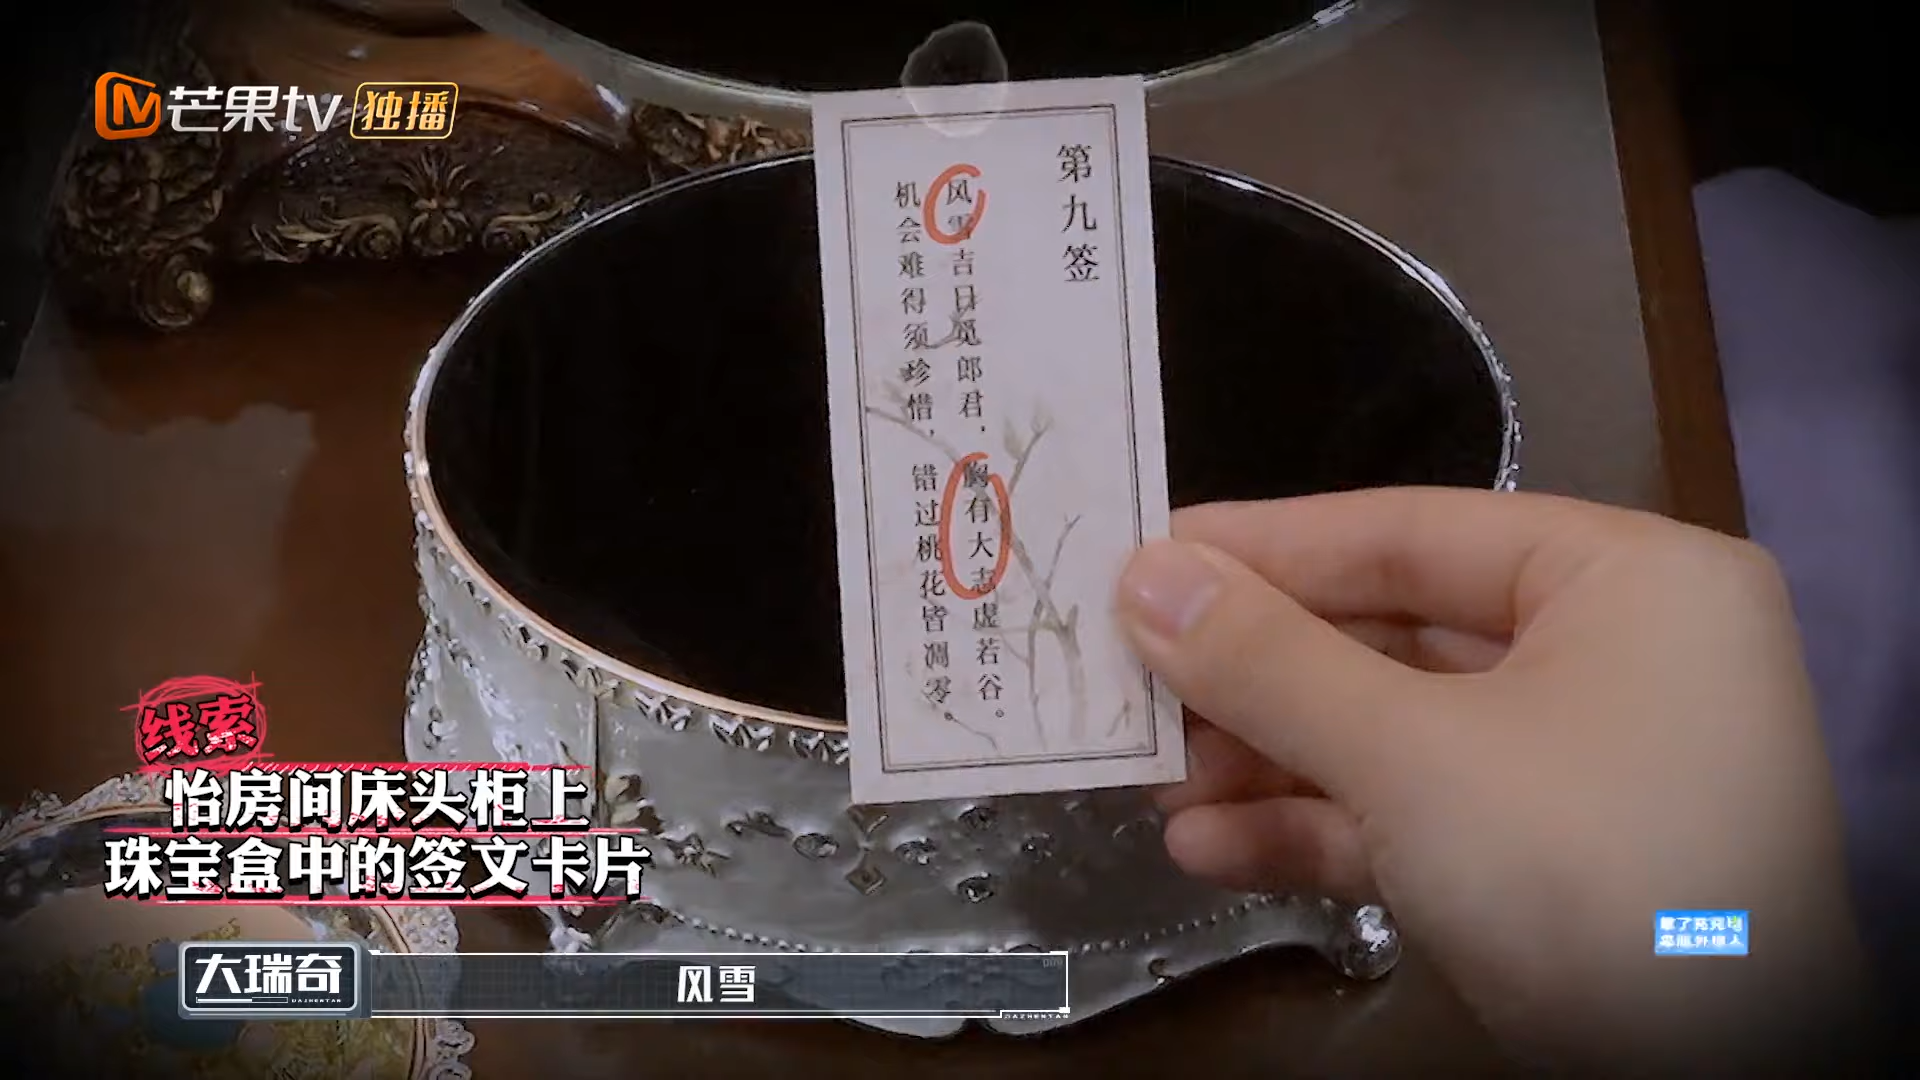 芒果tv 独播
第九签
风雪吉日觅郎君，胸有大志虚若谷。
机会难得须珍惜，错过桃花皆凋零。
线索
怡房间床头柜上
珠宝盒中的签文卡片
大瑞奇
风雪